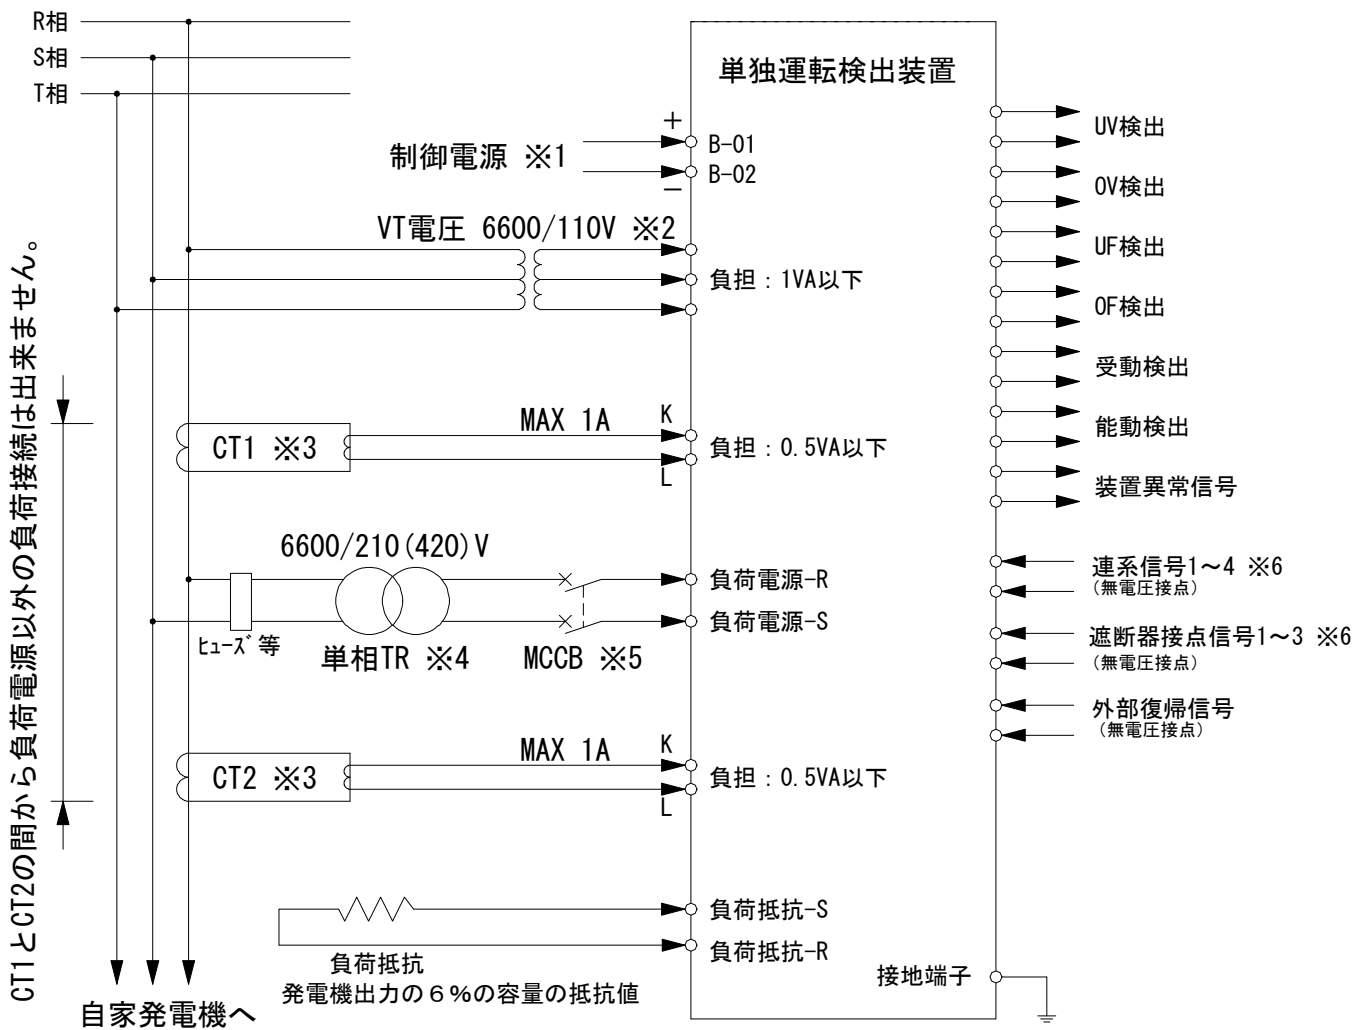 R相
S相
T相
単独運転検出装置
+
制御電源 ※1
B-01
B-02
−
VT電圧 6600/110V ※2
負担：1VA以下
CT1とCT2の間から負荷電源以外の負荷接続は出来ません。
CT1 ※3
MAX 1A
K
L
負担：0.5VA以下
6600/210(420)V
ﾋｭｰｽﾞ等
単相TR ※4
MCCB ※5
負荷電源-R
負荷電源-S
CT2 ※3
MAX 1A
K
L
負担：0.5VA以下
負荷抵抗
発電機出力の６%の容量の抵抗値
負荷抵抗-S
負荷抵抗-R
接地端子
自家発電機へ
UV検出
OV検出
UF検出
OF検出
受動検出
能動検出
装置異常信号
連系信号1～4 ※6
(無電圧接点)
遮断器接点信号1～3 ※6
(無電圧接点)
外部復帰信号
(無電圧接点)